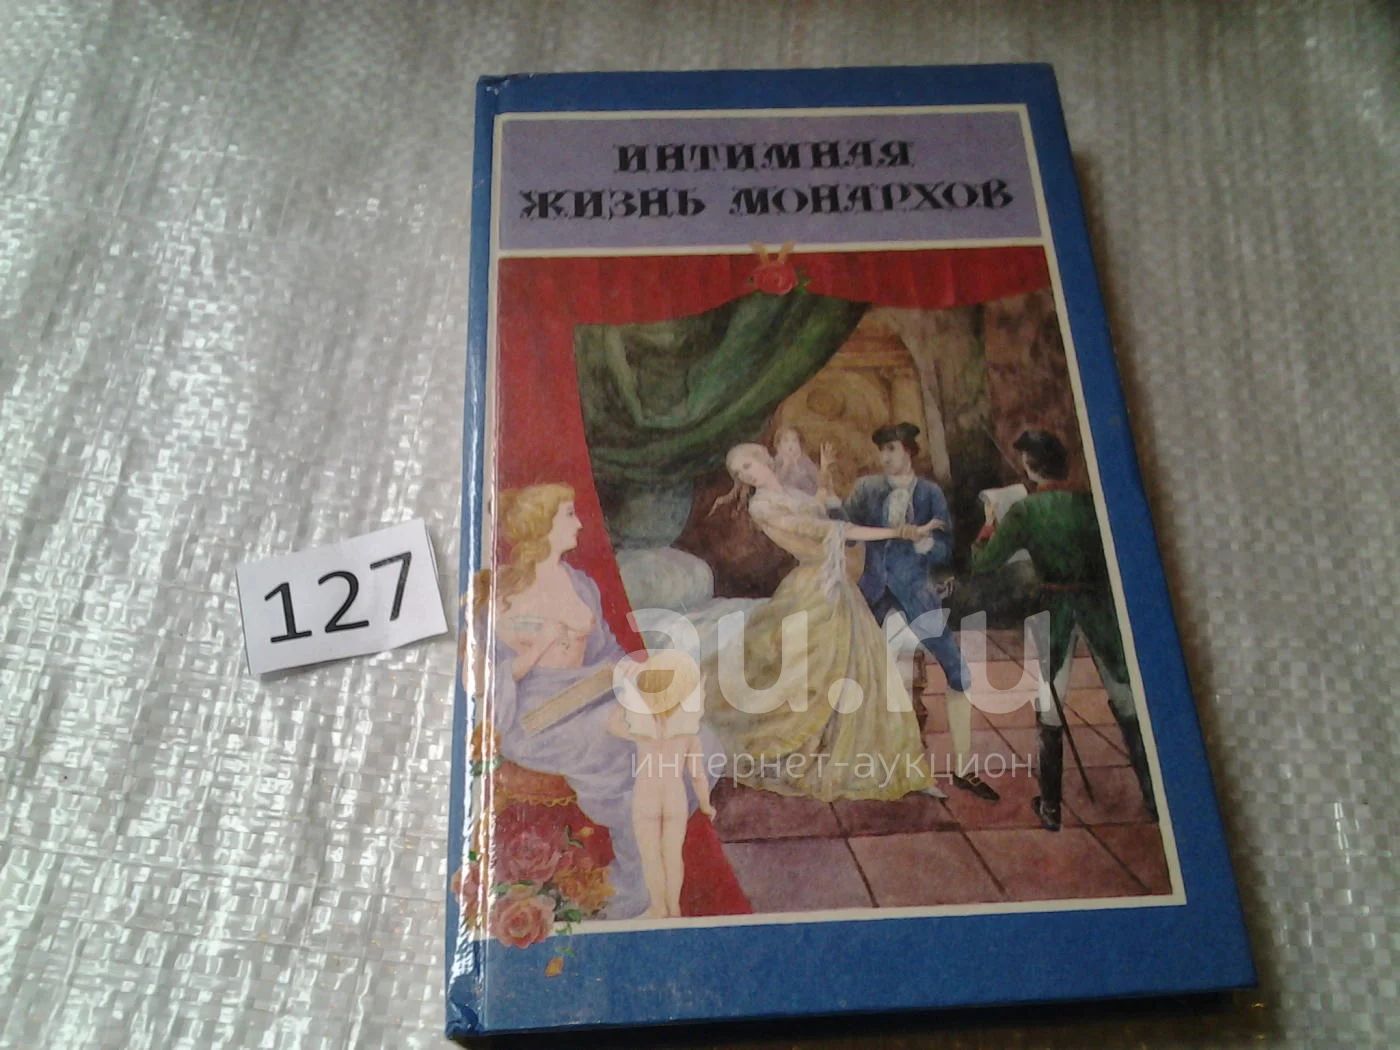 ИНТИМНАЯ
ЖИЗНЬ МОНАРХОВ
127
au.ru
интернет-аукцион